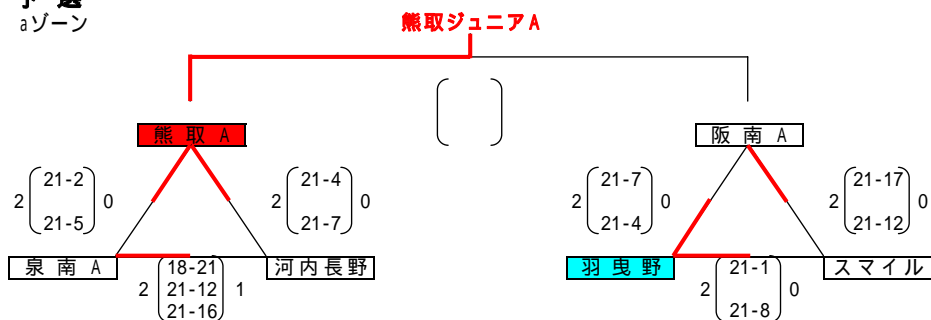 予 選
aゾーン
熊取ジュニアA
熊 取 A
阪 南 A
21-2
2 0
21-5
21-4
2 0
21-7
21-7
2 0
21-4
21-17
2 0
21-12
泉 南 A
河内長野
羽 曳 野
スマイル
18-21
2 21-12 1
21-16
21-1
2 0
21-8